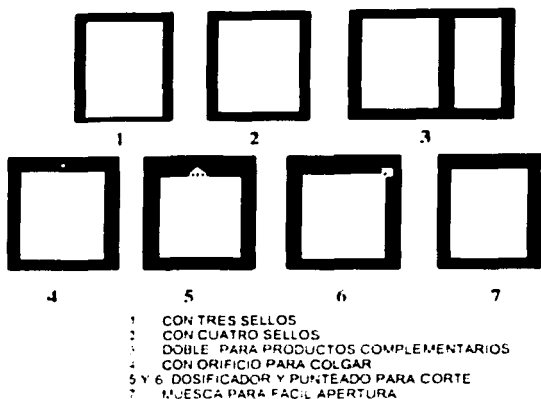 1 2 3
4 5 6 7
1 CON TRES SELLOS
2 CON CUATRO SELLOS
3 DOBLE PARA PRODUCTOS COMPLEMENTARIOS
4 CON ORIFICIO PARA COLGAR
5 Y 6 DOSIFICADOR Y PUNTEADO PARA CORTE
7 MUESCA PARA FACIL APERTURA